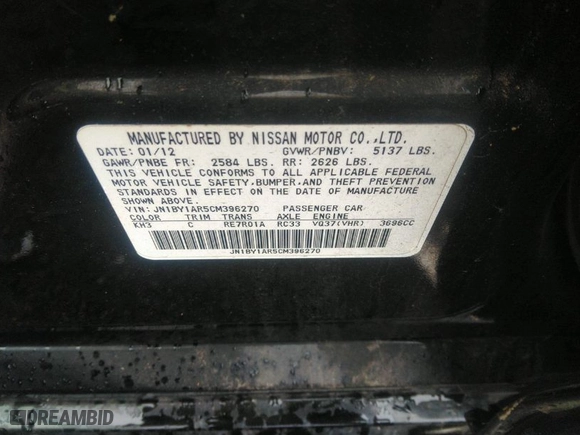 MANUFACTURED BY NISSAN MOTOR CO.,LTD.
DATE: 01/12 GVWR/PNBV: 5137 LBS.
GAWR/PNBE FR: 2584 LBS. RR: 2626 LBS.
THIS VEHICLE CONFORMS TO ALL APPLICABLE FEDERAL
MOTOR VEHICLE SAFETY, BUMPER, AND THEFT PREVENTION
STANDARDS IN EFFECT ON THE DATE OF MANUFACTURE
SHOWN ABOVE.
VIN: JN1BY1AR5CM396270 PASSENGER CAR
COLOR TRIM TRANS AXLE ENGINE
KH3 C RE7R01A RC33 VQ37(VHR) 3696CC
JN1BY1AR5CM396270
DREAMBID